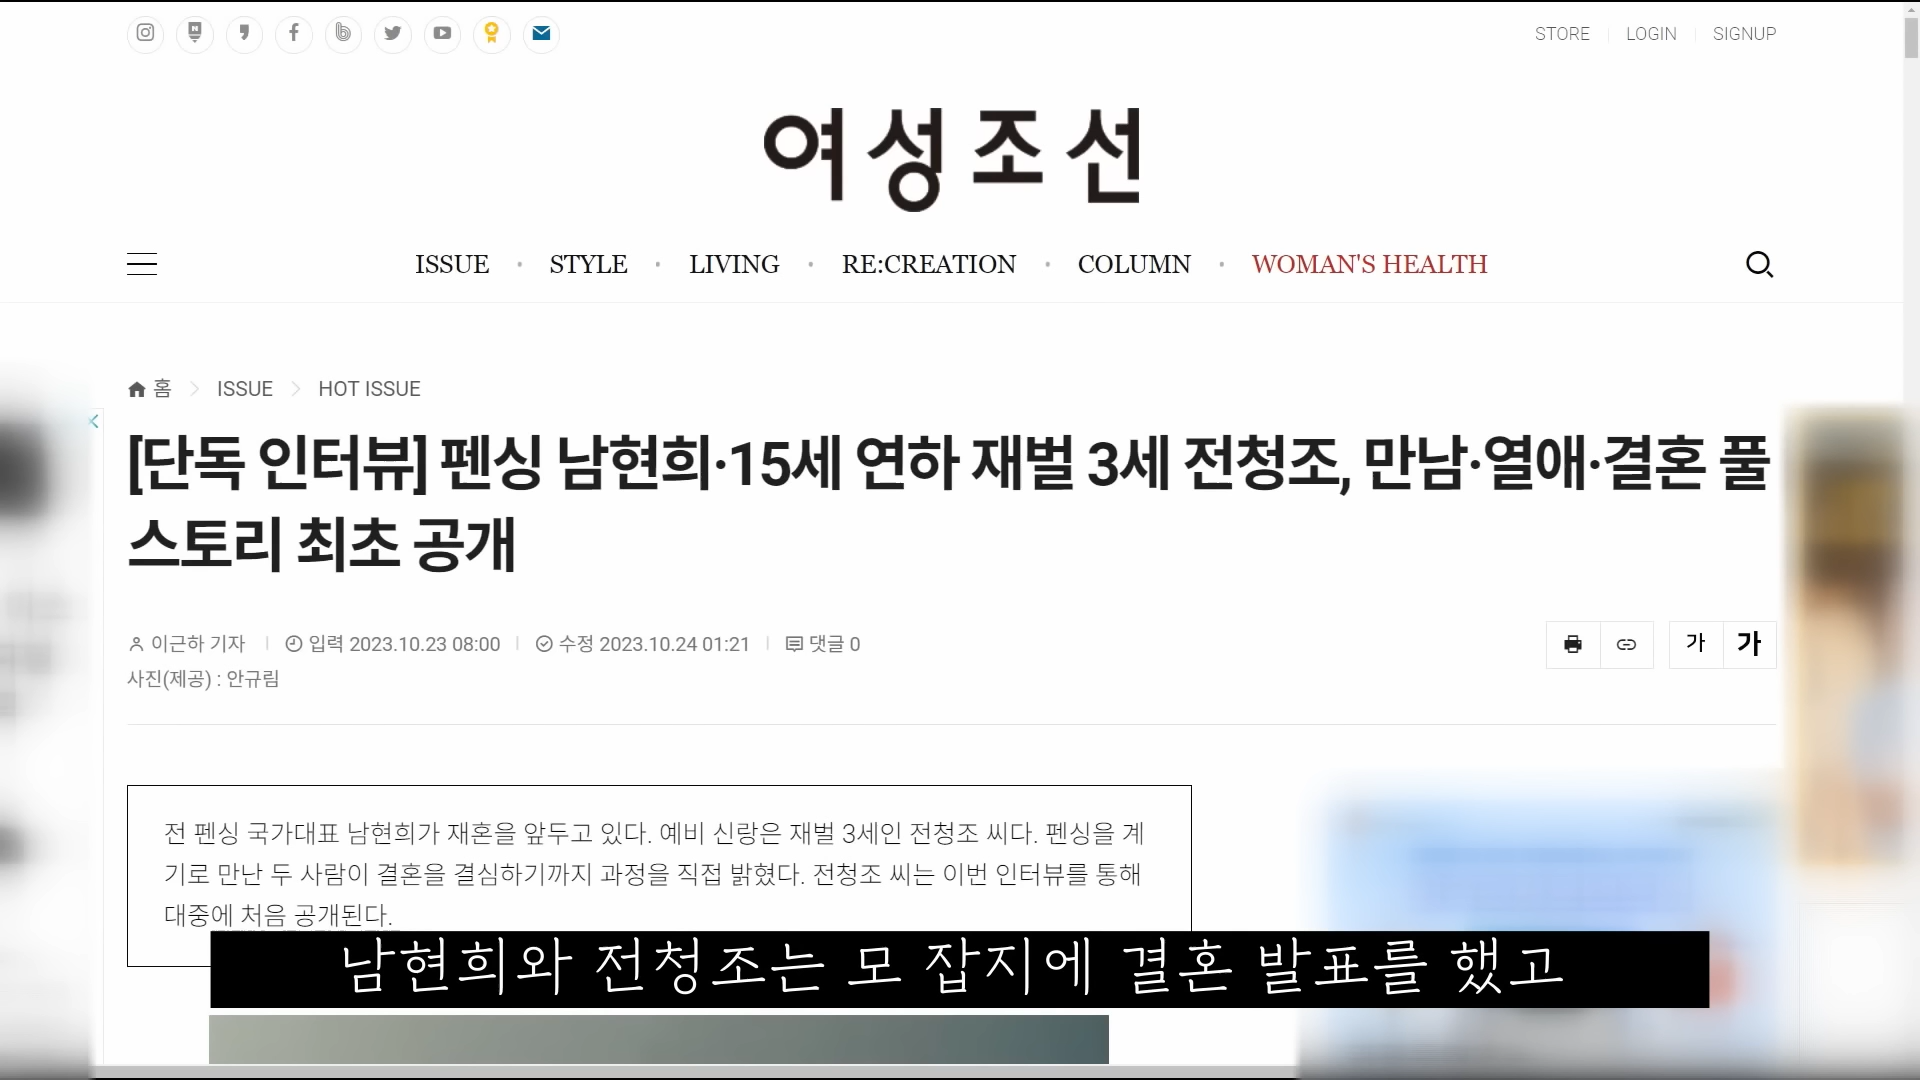 STORE LOGIN SIGNUP
여성조선
ISSUE · STYLE · LIVING · RE:CREATION · COLUMN · WOMAN'S HEALTH
홈 > ISSUE > HOT ISSUE
[단독 인터뷰] 펜싱 남현희·15세 연하 재벌 3세 전청조, 만남·열애·결혼 풀
스토리 최초 공개
이근하 기자 | 입력 2023.10.23 08:00 | 수정 2023.10.24 01:21 | 댓글 0
가 가
사진(제공) : 안규림
전 펜싱 국가대표 남현희가 재혼을 앞두고 있다. 예비 신랑은 재벌 3세인 전청조 씨다. 펜싱을 계
기로 만난 두 사람이 결혼을 결심하기까지 과정을 직접 밝혔다. 전청조 씨는 이번 인터뷰를 통해
대중에 처음 공개된다.
남현희와 전청조는 모 잡지에 결혼 발표를 했고